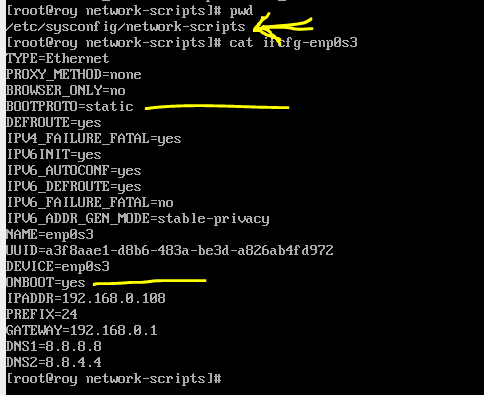 [root@roy network-scripts]# pwd
/etc/sysconfig/network-scripts
[root@roy network-scripts]# cat ifcfg-enp0s3
TYPE=Ethernet
PROXY_METHOD=none
BROWSER_ONLY=no
BOOTPROTO=static
DEFROUTE=yes
IPV4_FAILURE_FATAL=yes
IPV6INIT=yes
IPV6_AUTOCONF=yes
IPV6_DEFROUTE=yes
IPV6_FAILURE_FATAL=no
IPV6_ADDR_GEN_MODE=stable-privacy
NAME=enp0s3
UUID=a3f8aae1-d8b6-483a-be3d-a826ab4fd972
DEVICE=enp0s3
ONBOOT=yes
IPADDR=192.168.0.108
PREFIX=24
GATEWAY=192.168.0.1
DNS1=8.8.8.8
DNS2=8.8.4.4
[root@roy network-scripts]#